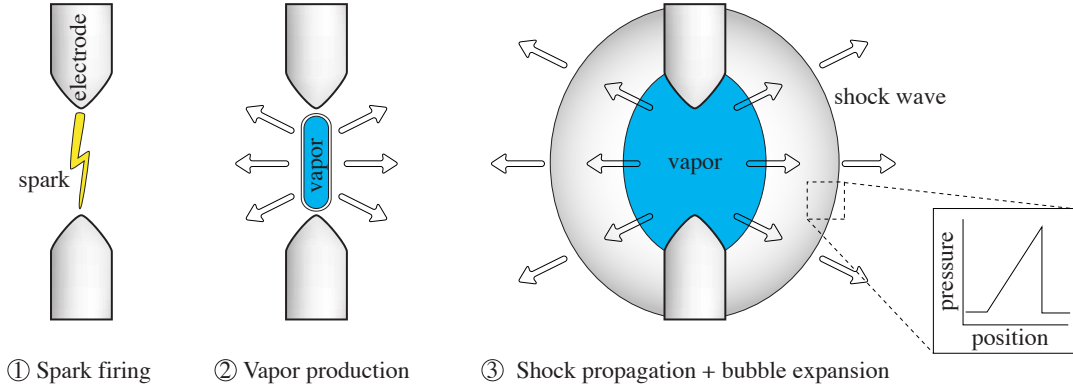 electrode
spark
① Spark firing
vapor
② Vapor production
vapor
shock wave
pressure
position
③ Shock propagation + bubble expansion